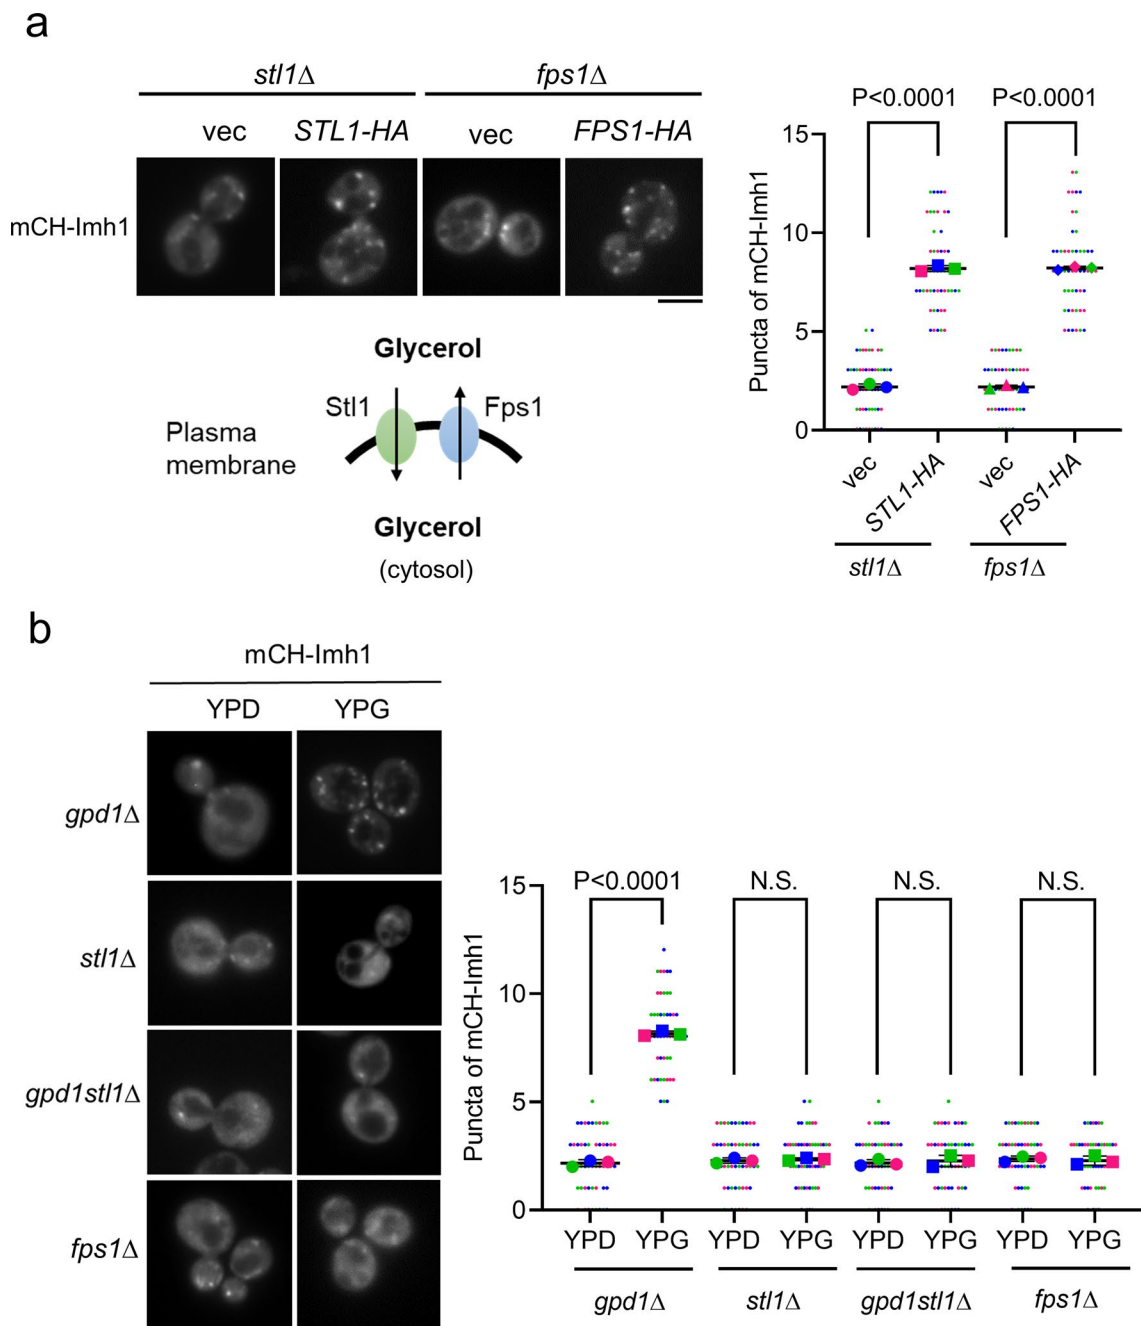 a
stl1Δ fps1Δ
vec STL1-HA vec FPS1-HA
mCH-Imh1
Glycerol
Stl1 Fps1
Plasma
membrane
Glycerol
(cytosol)
P<0.0001 P<0.0001
Puncta of mCH-Imh1
15
10
5
0
vec STL1-HA vec FPS1-HA
stl1Δ fps1Δ
b
mCH-Imh1
YPD YPG
gpd1Δ
stl1Δ
gpd1stl1Δ
fps1Δ
P<0.0001 N.S. N.S. N.S.
Puncta of mCH-Imh1
15
10
5
0
YPD YPG YPD YPG YPD YPG YPD YPG
gpd1Δ stl1Δ gpd1stl1Δ fps1Δ